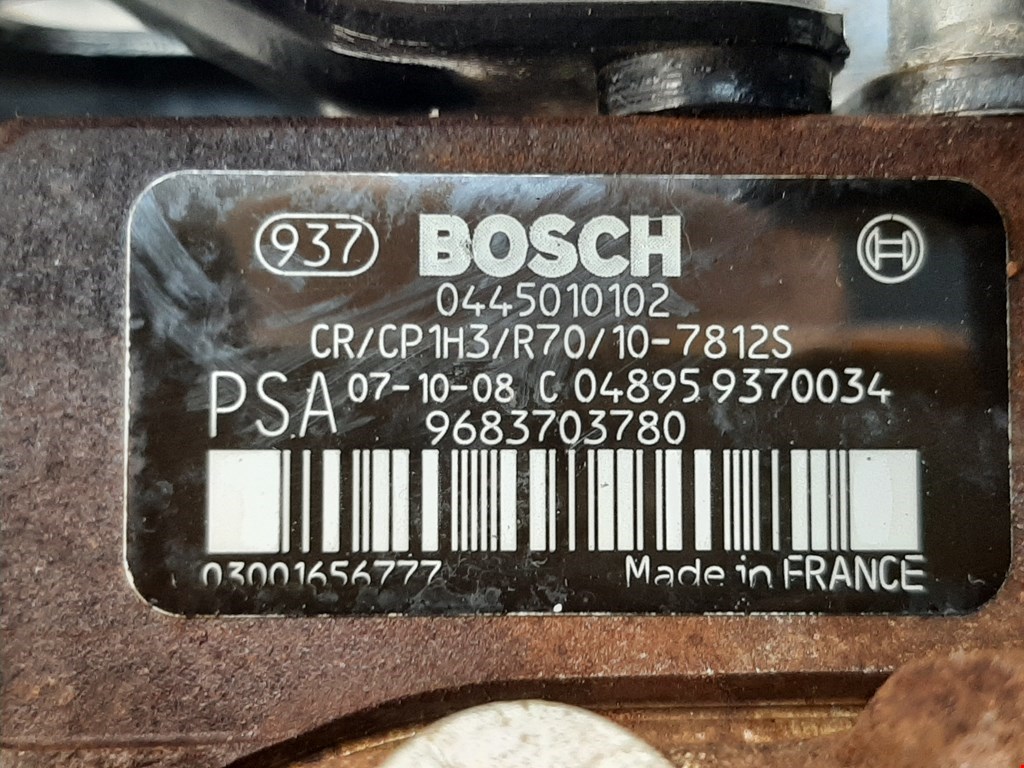 937 BOSCH
0445010102
CR/CP1H3/R70/10-7812S
PSA 07-10-08 C 04895 9370034
9683703780
03001656777
Made in FRANCE